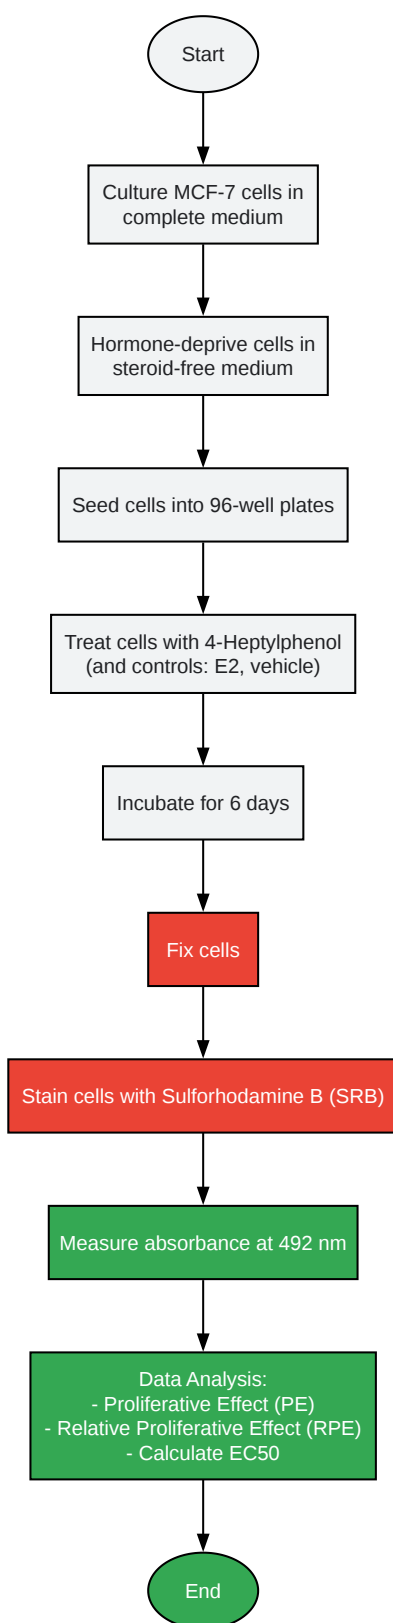 Start
Culture MCF-7 cells in
complete medium
Hormone-deprive cells in
steroid-free medium
Seed cells into 96-well plates
Treat cells with 4-Heptylphenol
(and controls: E2, vehicle)
Incubate for 6 days
Fix cells
Stain cells with Sulforhodamine B (SRB)
Measure absorbance at 492 nm
Data Analysis:
- Proliferative Effect (PE)
- Relative Proliferative Effect (RPE)
- Calculate EC50
End